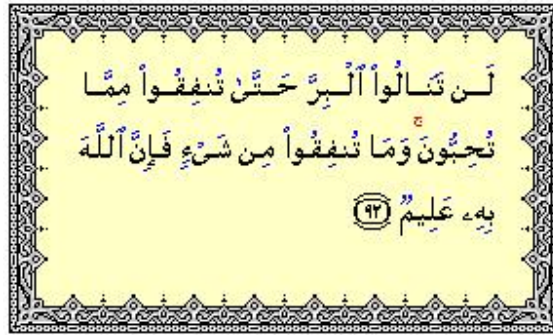 لَن تَنَالُوا۟ ٱلْبِرَّ حَتَّىٰ تُنفِقُوا۟ مِمَّا
تُحِبُّونَ ۚ وَمَا تُنفِقُوا۟ مِن شَىْءٍ فَإِنَّ ٱللَّهَ
بِهِۦ عَلِيمٌ ﴿٩٢﴾